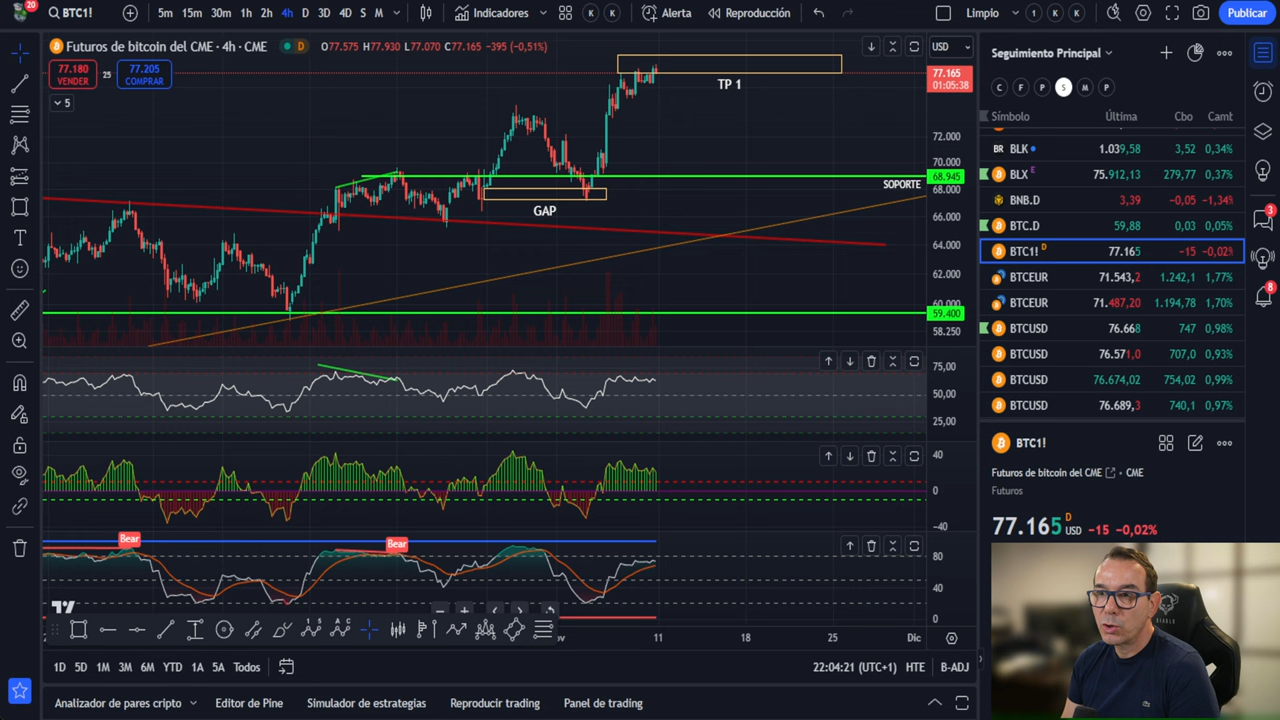 20
BTC1!
5m 15m 30m 1h 2h 4h D 3D 4D S M
Indicadores
K K
Alerta
Reproducción
Limpio
1 K K
Publicar
Futuros de bitcoin del CME · 4h · CME
D
O77.575 H77.930 L77.070 C77.165 -395 (-0,51%)
77.180
VENDER
25
77.205
COMPRAR
5
USD
77.165
01:05:38
TP 1
72.000
70.000
68.945
SOPORTE
68.000
GAP
66.000
64.000
62.000
60.000
59.400
58.250
75,00
50,00
25,00
40
0
−40
Bear
Bear
80
40
0
ov
11
18
25
Dic
1D 5D 1M 3M 6M YTD 1A 5A Todos
22:04:21 (UTC+1) HTE B-ADJ
Analizador de pares cripto
Editor de Pine
Simulador de estrategias
Reproducir trading
Panel de trading
Seguimiento Principal
C F P S M P
Símbolo Última Cbo Camt
BR BLK 1.039,58 3,52 0,34%
BLX E 75.912,13 279,77 0,37%
BNB.D 3,39 -0,05 -1,34%
BTC.D 59,88 0,03 0,05%
BTC1! D 77.165 -15 -0,02%
BTCEUR 71.543,2 1.242,1 1,77%
BTCEUR 71.487,20 1.194,78 1,70%
BTCUSD 76.668 747 0,98%
BTCUSD 76.571,0 707,0 0,93%
BTCUSD 76.674,02 754,02 0,99%
BTCUSD 76.689,3 740,1 0,97%
BTC1!
Futuros de bitcoin del CME · CME
Futuros
77.165 D USD −15 −0,02%
3
8
DIABLO